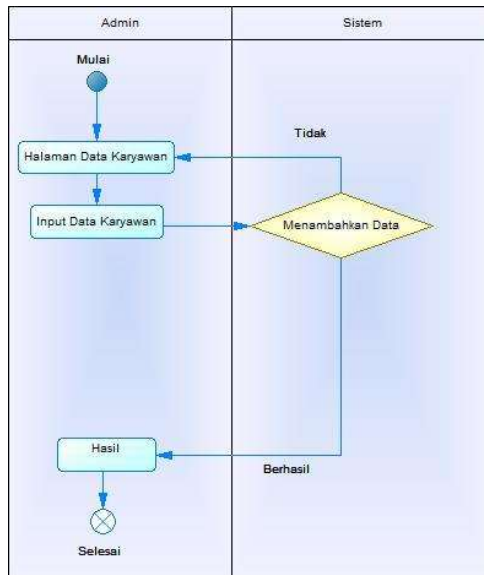 Admin
Sistem
Mulai
Tidak
Halaman Data Karyawan
Input Data Karyawan
Menambahkan Data
Hasil
Berhasil
Selesai